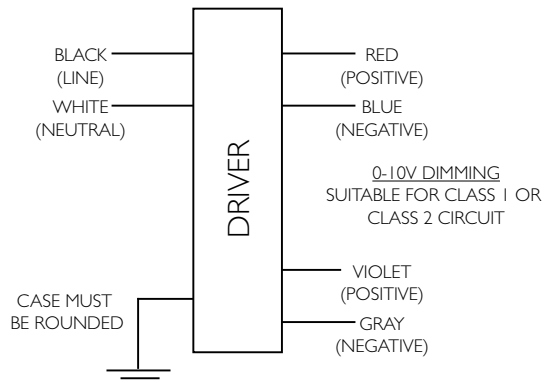 BLACK
(LINE)
WHITE
(NEUTRAL)
CASE MUST
BE ROUNDED
DRIVER
RED
(POSITIVE)
BLUE
(NEGATIVE)
0-10V DIMMING
SUITABLE FOR CLASS 1 OR
CLASS 2 CIRCUIT
VIOLET
(POSITIVE)
GRAY
(NEGATIVE)